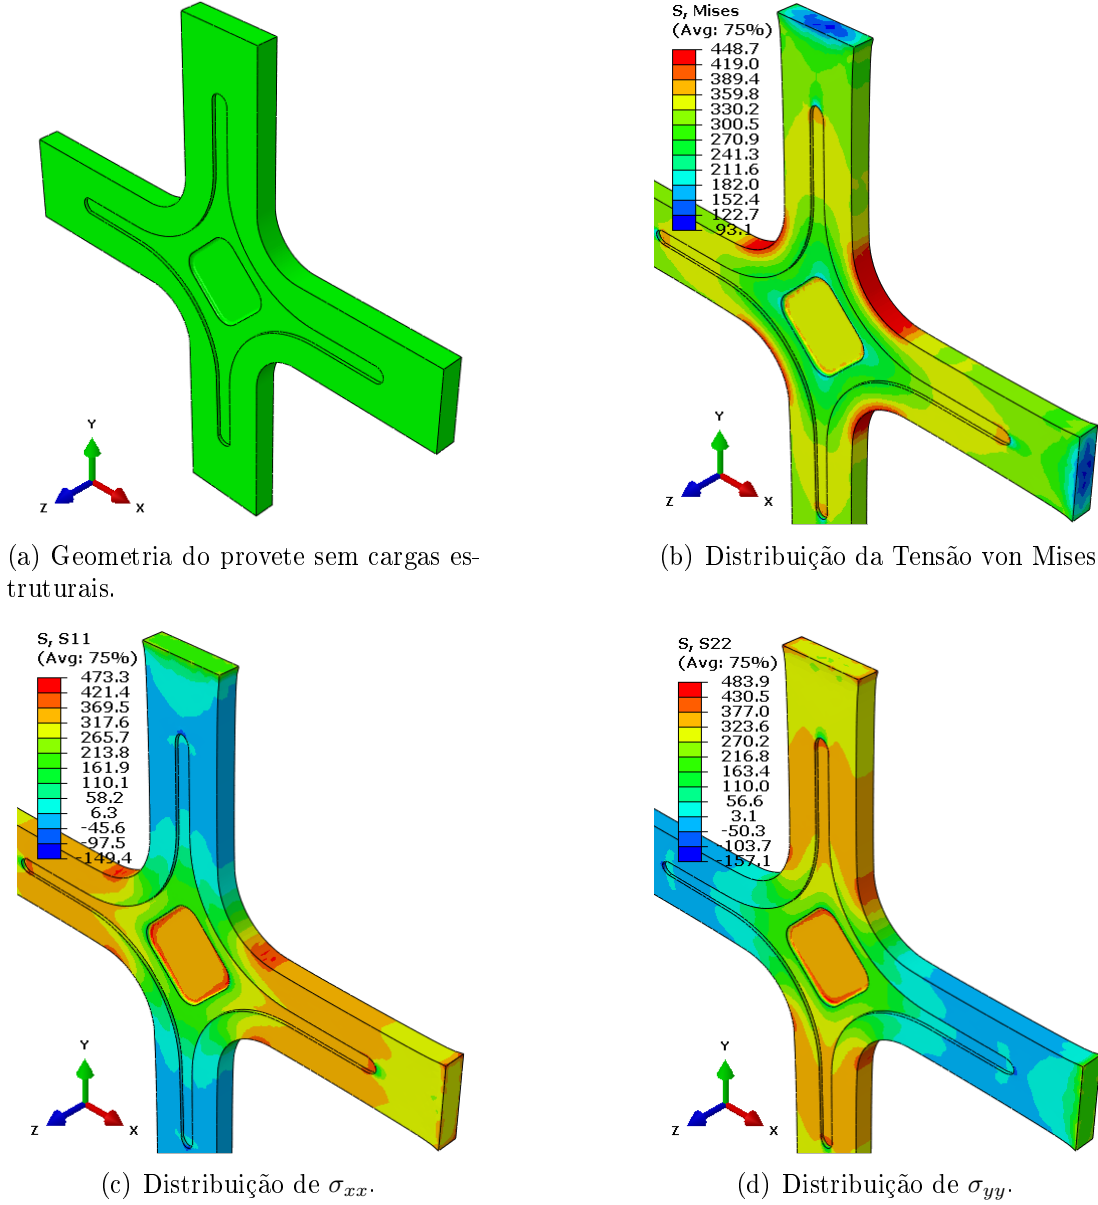 S, Mises
(Avg: 75%)
448.7
419.0
389.4
359.8
330.2
300.5
270.9
241.3
211.6
182.0
152.4
122.7
93.1
Y
Z
X
Y
Z
X
(a) Geometria do provete sem cargas es-
truturais.
(b) Distribuição da Tensão von Mises
S, S11
(Avg: 75%)
473.3
421.4
369.5
317.6
265.7
213.8
161.9
110.1
58.2
6.3
-45.6
-97.5
-149.4
Y
Z
X
S, S22
(Avg: 75%)
483.9
430.5
377.0
323.6
270.2
216.8
163.4
110.0
56.6
3.1
-50.3
-103.7
-157.1
Y
Z
X
(c) Distribuição de σxx.
(d) Distribuição de σyy.